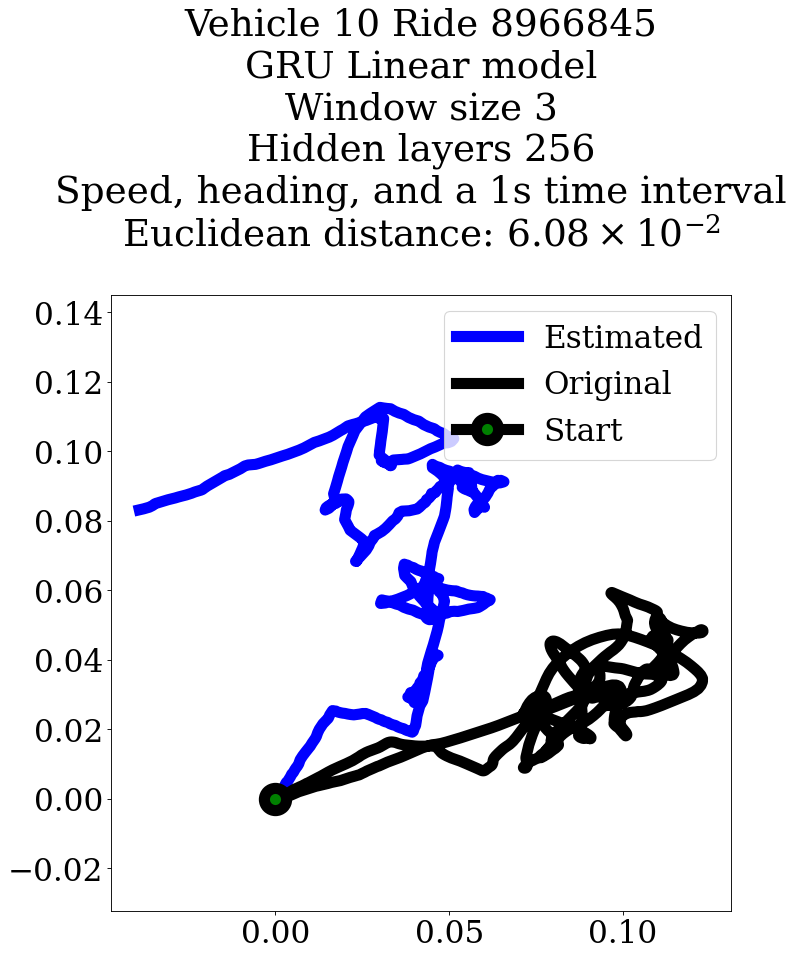 Vehicle 10 Ride 8966845
GRU Linear model
Window size 3
Hidden layers 256
Speed, heading, and a 1s time interval
Euclidean distance: 6.08 × 10⁻²
0.14
0.12
0.10
0.08
0.06
0.04
0.02
0.00
−0.02
Estimated
Original
Start
0.00
0.05
0.10